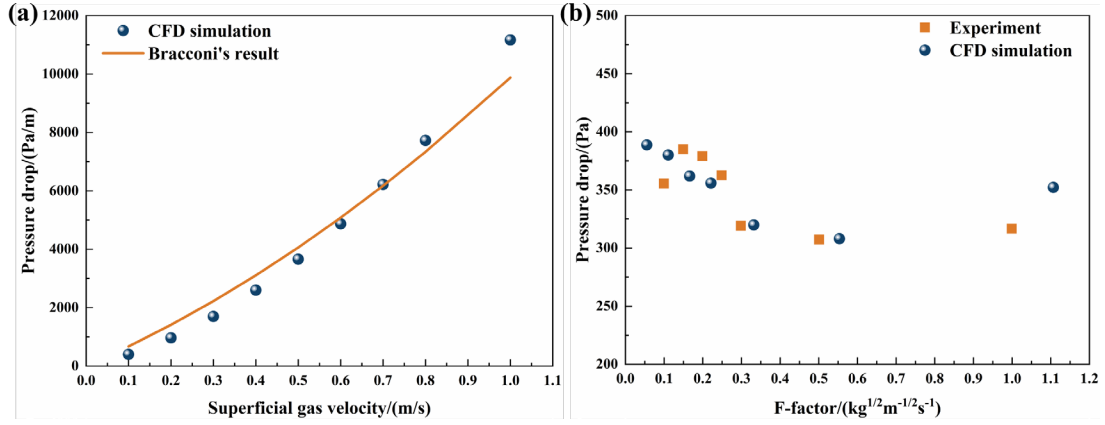 (a)
12000
10000
8000
6000
4000
2000
0
Pressure drop/(Pa/m)
CFD simulation
Bracconi's result
0.0 0.1 0.2 0.3 0.4 0.5 0.6 0.7 0.8 0.9 1.0 1.1
Superficial gas velocity/(m/s)
(b)
500
450
400
350
300
250
200
Pressure drop/(Pa)
Experiment
CFD simulation
0.0 0.1 0.2 0.3 0.4 0.5 0.6 0.7 0.8 0.9 1.0 1.1 1.2
F-factor/(kg^1/2 m^-1/2 s^-1)